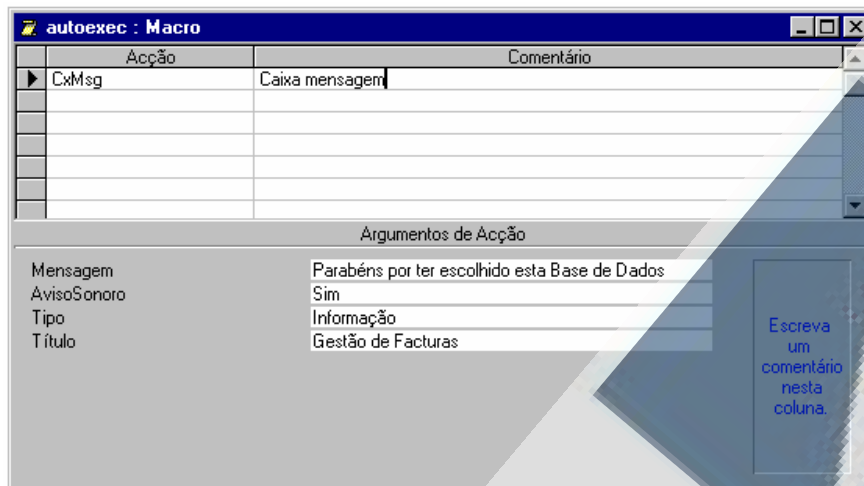 autoexec : Macro
Acção Comentário
CxMsg Caixa mensagem
Argumentos de Acção
Mensagem Parabéns por ter escolhido esta Base de Dados
AvisoSonoro Sim
Tipo Informação
Título Gestão de Facturas
Escreva
um
comentário
nesta
coluna.